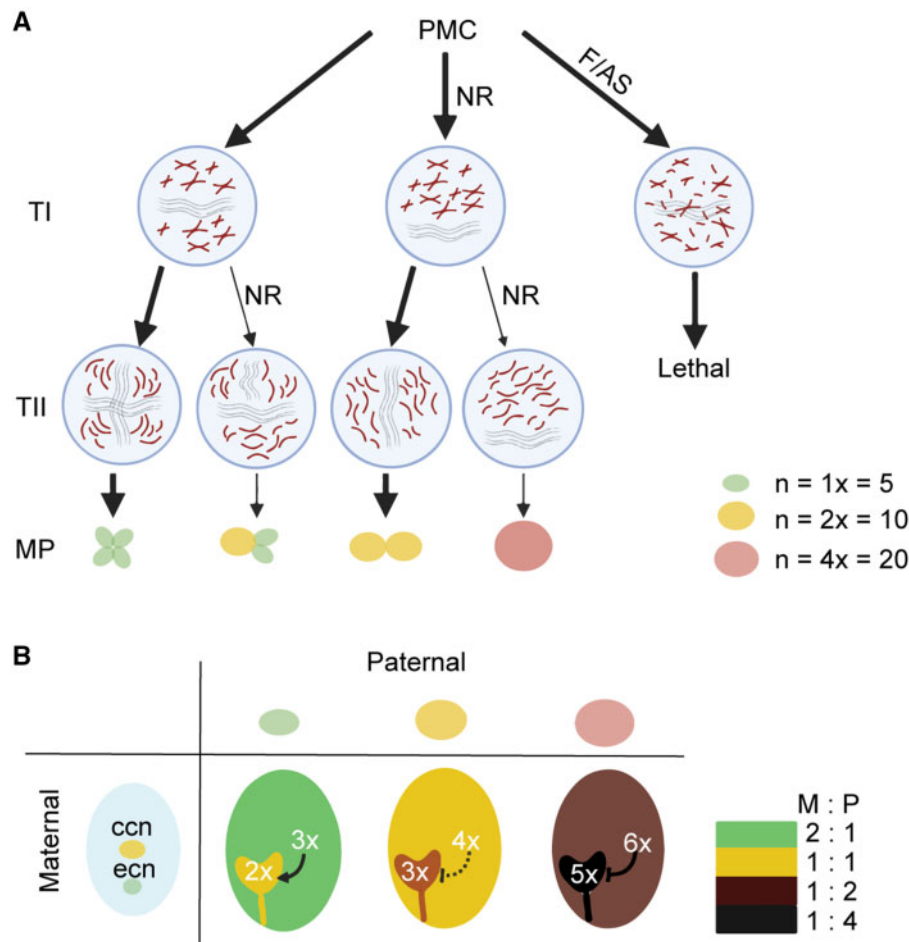 A
PMC
NR
F/AS
TI
NR
NR
Lethal
TII
n = 1x = 5
n = 2x = 10
n = 4x = 20
MP
B
Paternal
Maternal
ccn
ecn
2x
3x
3x
4x
5x
6x
M : P
2 : 1
1 : 1
1 : 2
1 : 4